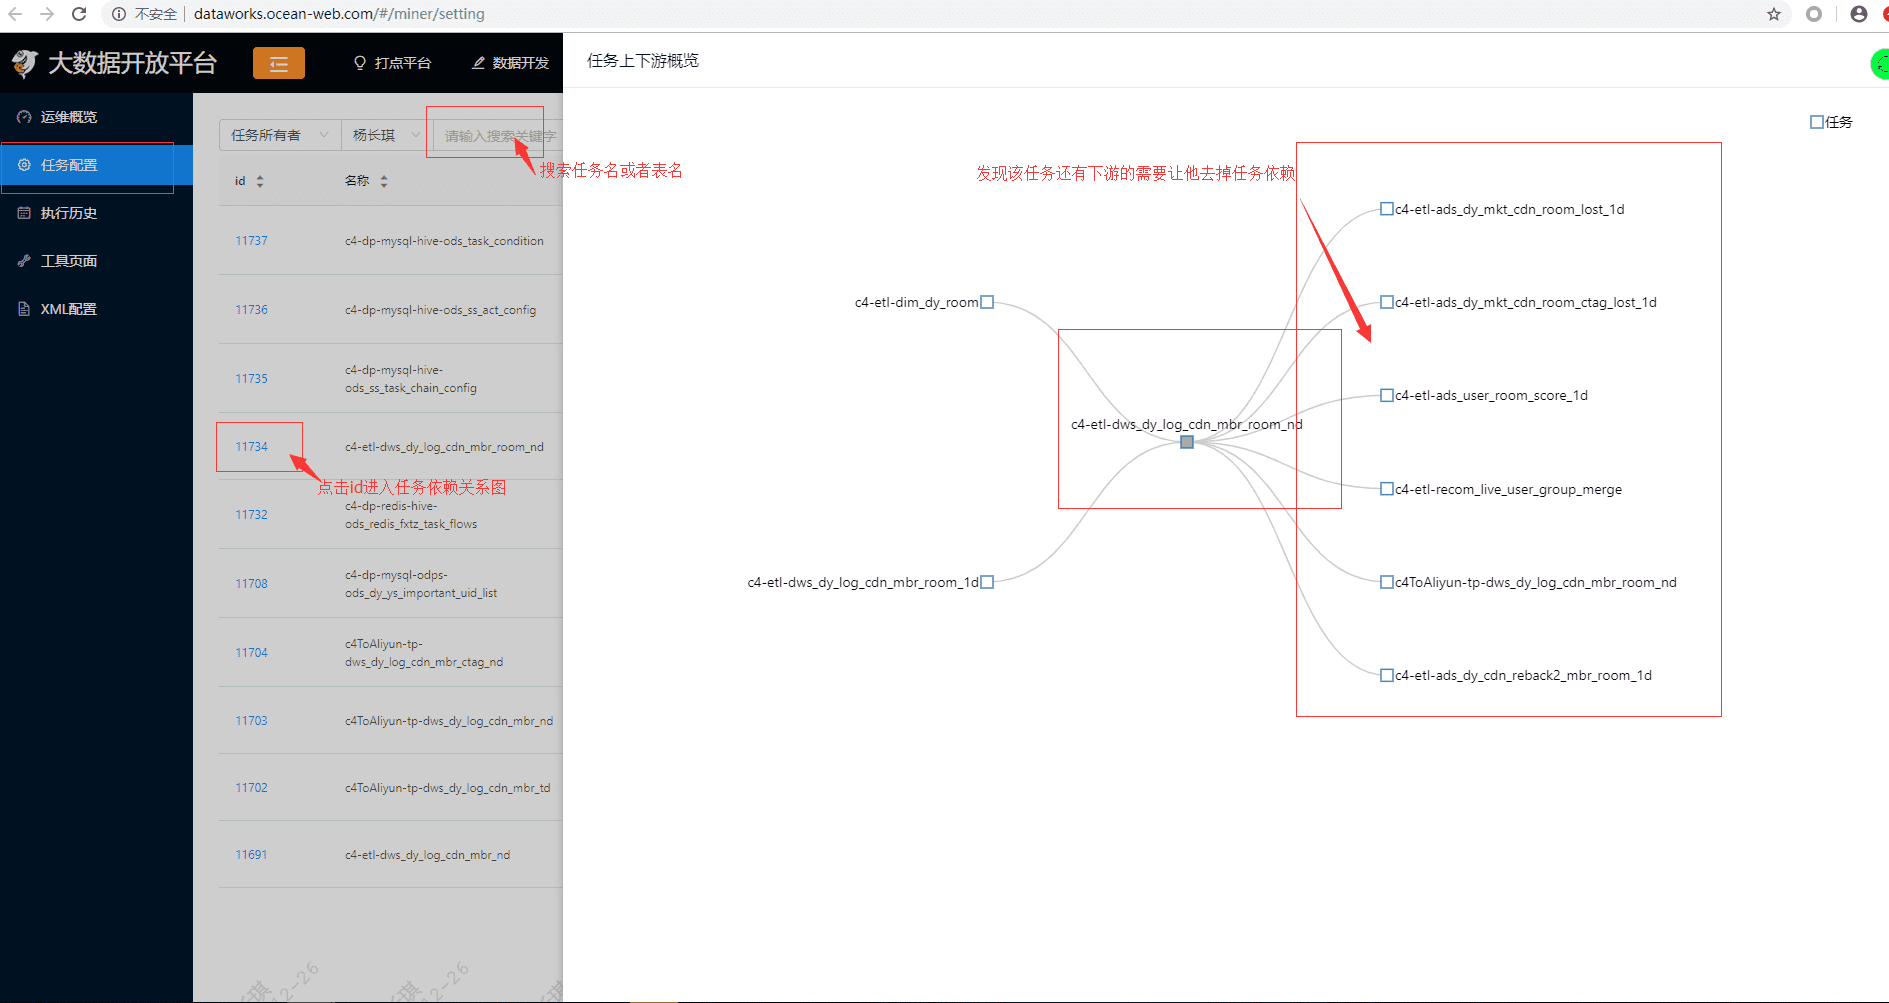 不安全
dataworks.ocean-web.com/#/miner/setting
大数据开放平台
打点平台
数据开发
任务上下游概览
运维概览
任务配置
执行历史
工具页面
XML配置
任务所有者
杨长琪
请输入搜索关键字
搜索任务名或者表名
id
名称
11737
c4-dp-mysql-hive-ods_task_condition
11736
c4-dp-mysql-hive-ods_ss_act_config
11735
c4-dp-mysql-hive-
ods_ss_task_chain_config
11734
c4-etl-dws_dy_log_cdn_mbr_room_nd
点击id进入任务依赖关系图
11732
c4-dp-redis-hive-
ods_redis_fxtz_task_flows
11708
c4-dp-mysql-odps-
ods_dy_ys_important_uid_list
11704
c4ToAliyun-tp-
dws_dy_log_cdn_mbr_ctag_nd
11703
c4ToAliyun-tp-dws_dy_log_cdn_mbr_nd
11702
c4ToAliyun-tp-dws_dy_log_cdn_mbr_td
11691
c4-etl-dws_dy_log_cdn_mbr_nd
任务
发现该任务还有下游的需要让他去掉任务依赖
c4-etl-dim_dy_room
c4-etl-dws_dy_log_cdn_mbr_room_1d
c4-etl-dws_dy_log_cdn_mbr_room_nd
c4-etl-ads_dy_mkt_cdn_room_lost_1d
c4-etl-ads_dy_mkt_cdn_room_ctag_lost_1d
c4-etl-ads_user_room_score_1d
c4-etl-recom_live_user_group_merge
c4ToAliyun-tp-dws_dy_log_cdn_mbr_room_nd
c4-etl-ads_dy_cdn_reback2_mbr_room_1d